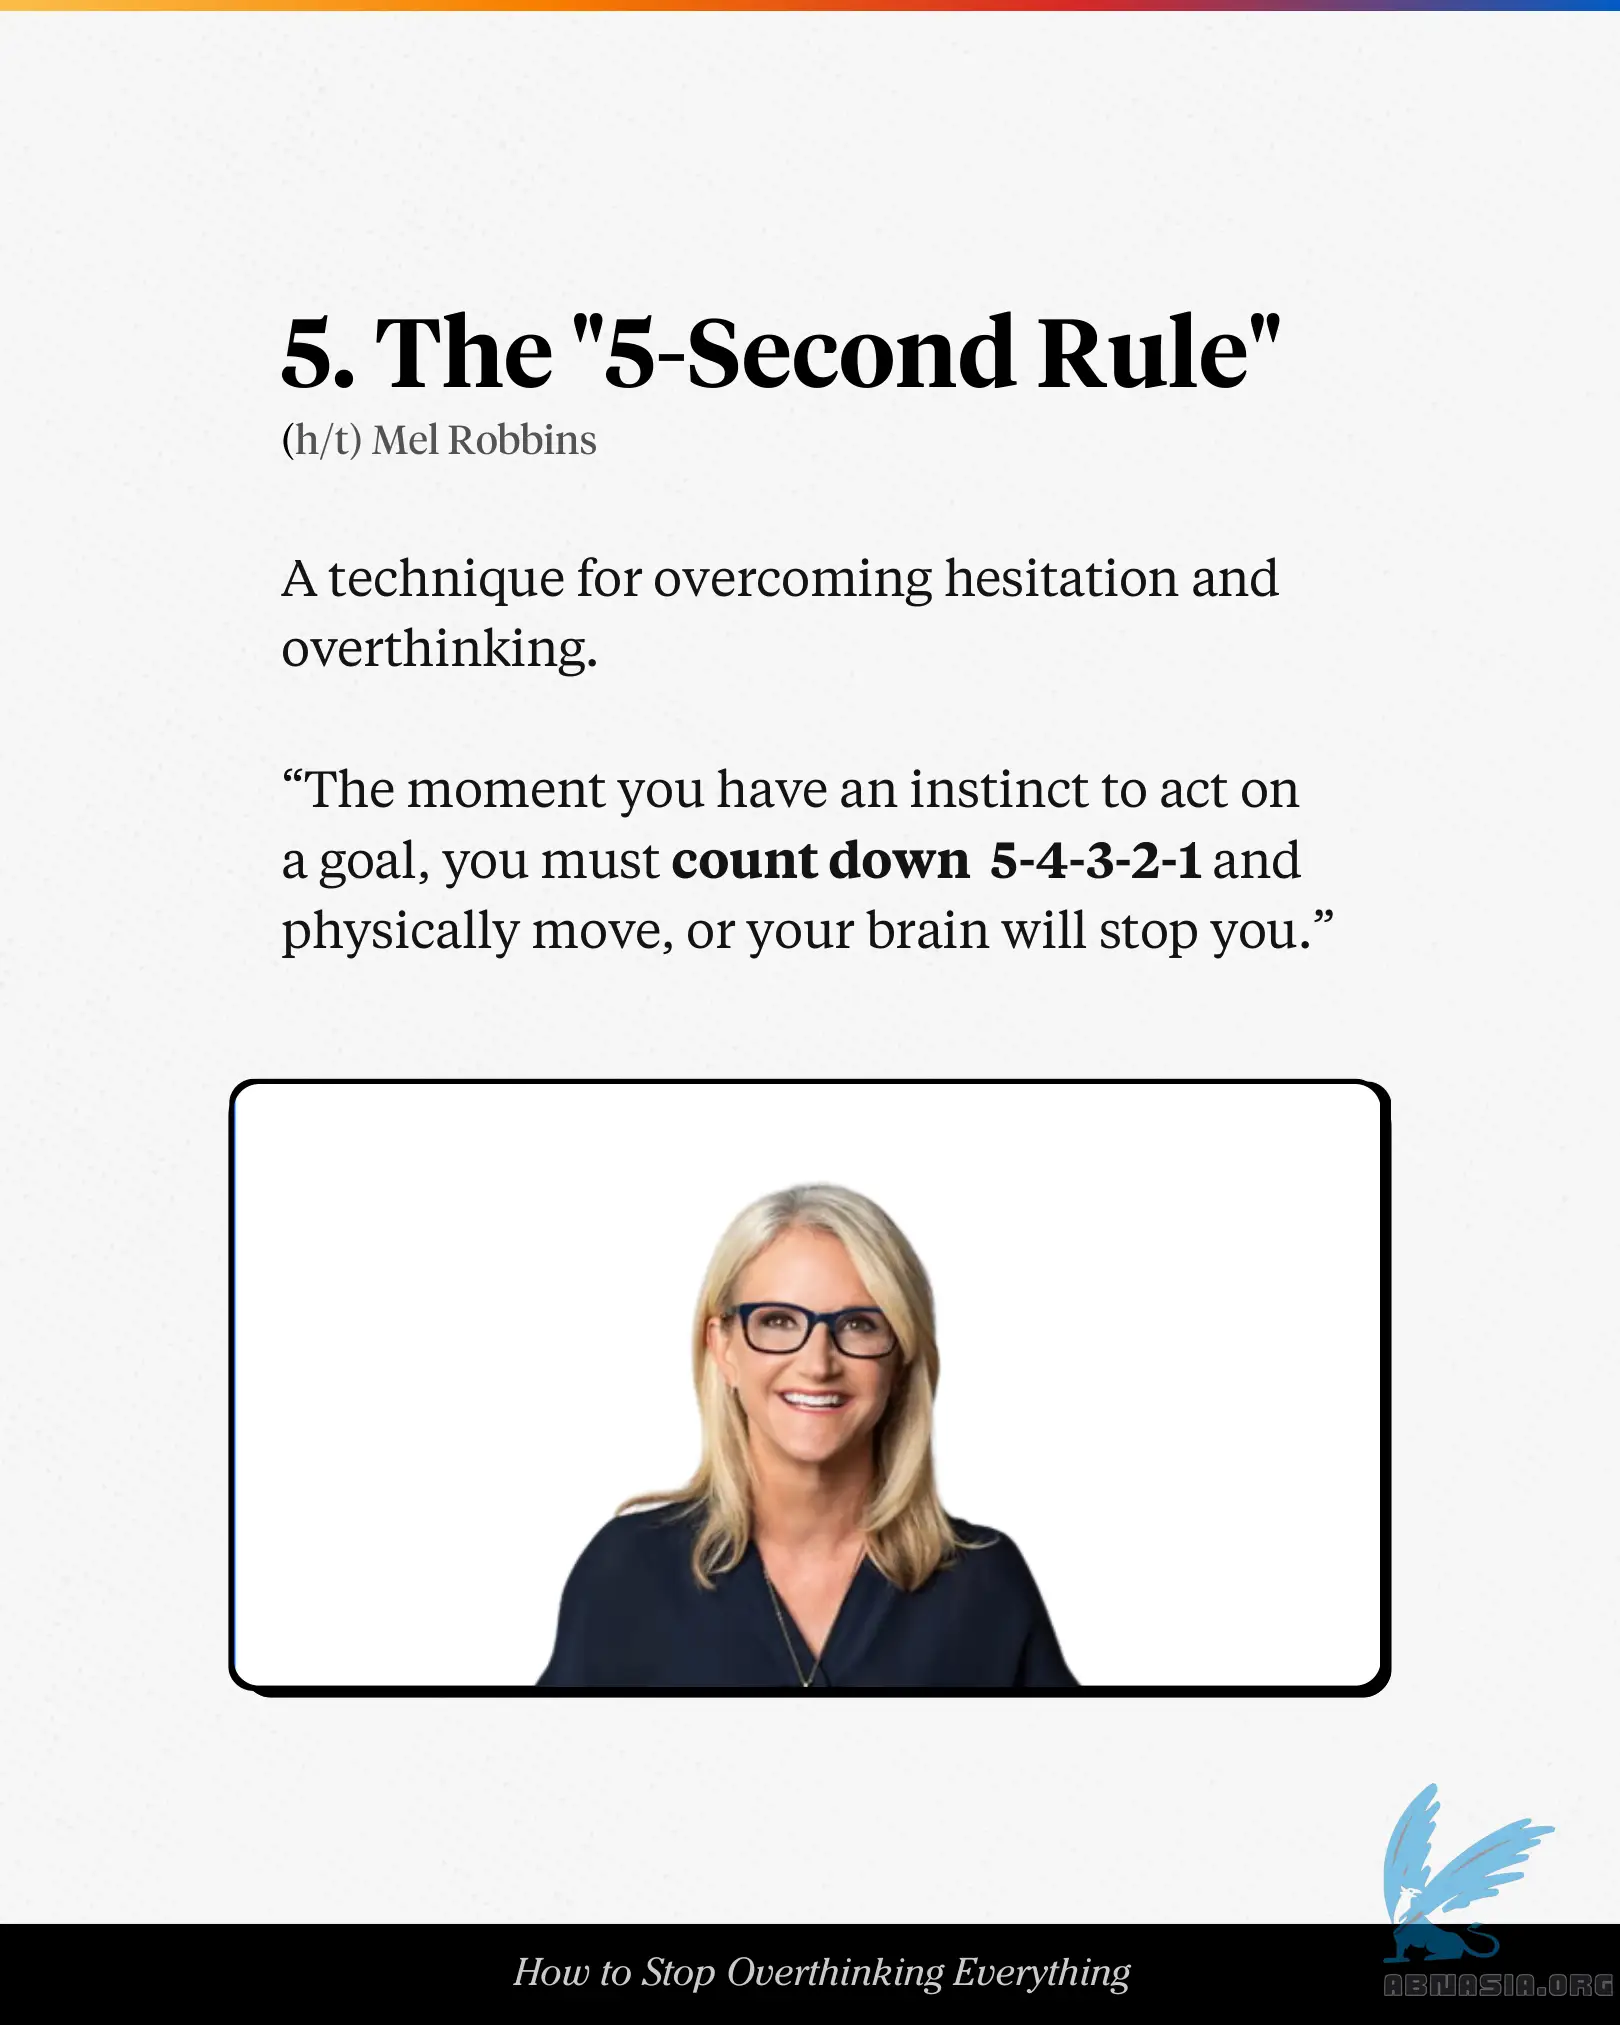 5. The "5-Second Rule"
(h/t) Mel Robbins
A technique for overcoming hesitation and
overthinking.
“The moment you have an instinct to act on
a goal, you must count down 5-4-3-2-1 and
physically move, or your brain will stop you.”
How to Stop Overthinking Everything
ABNASIA.ORG